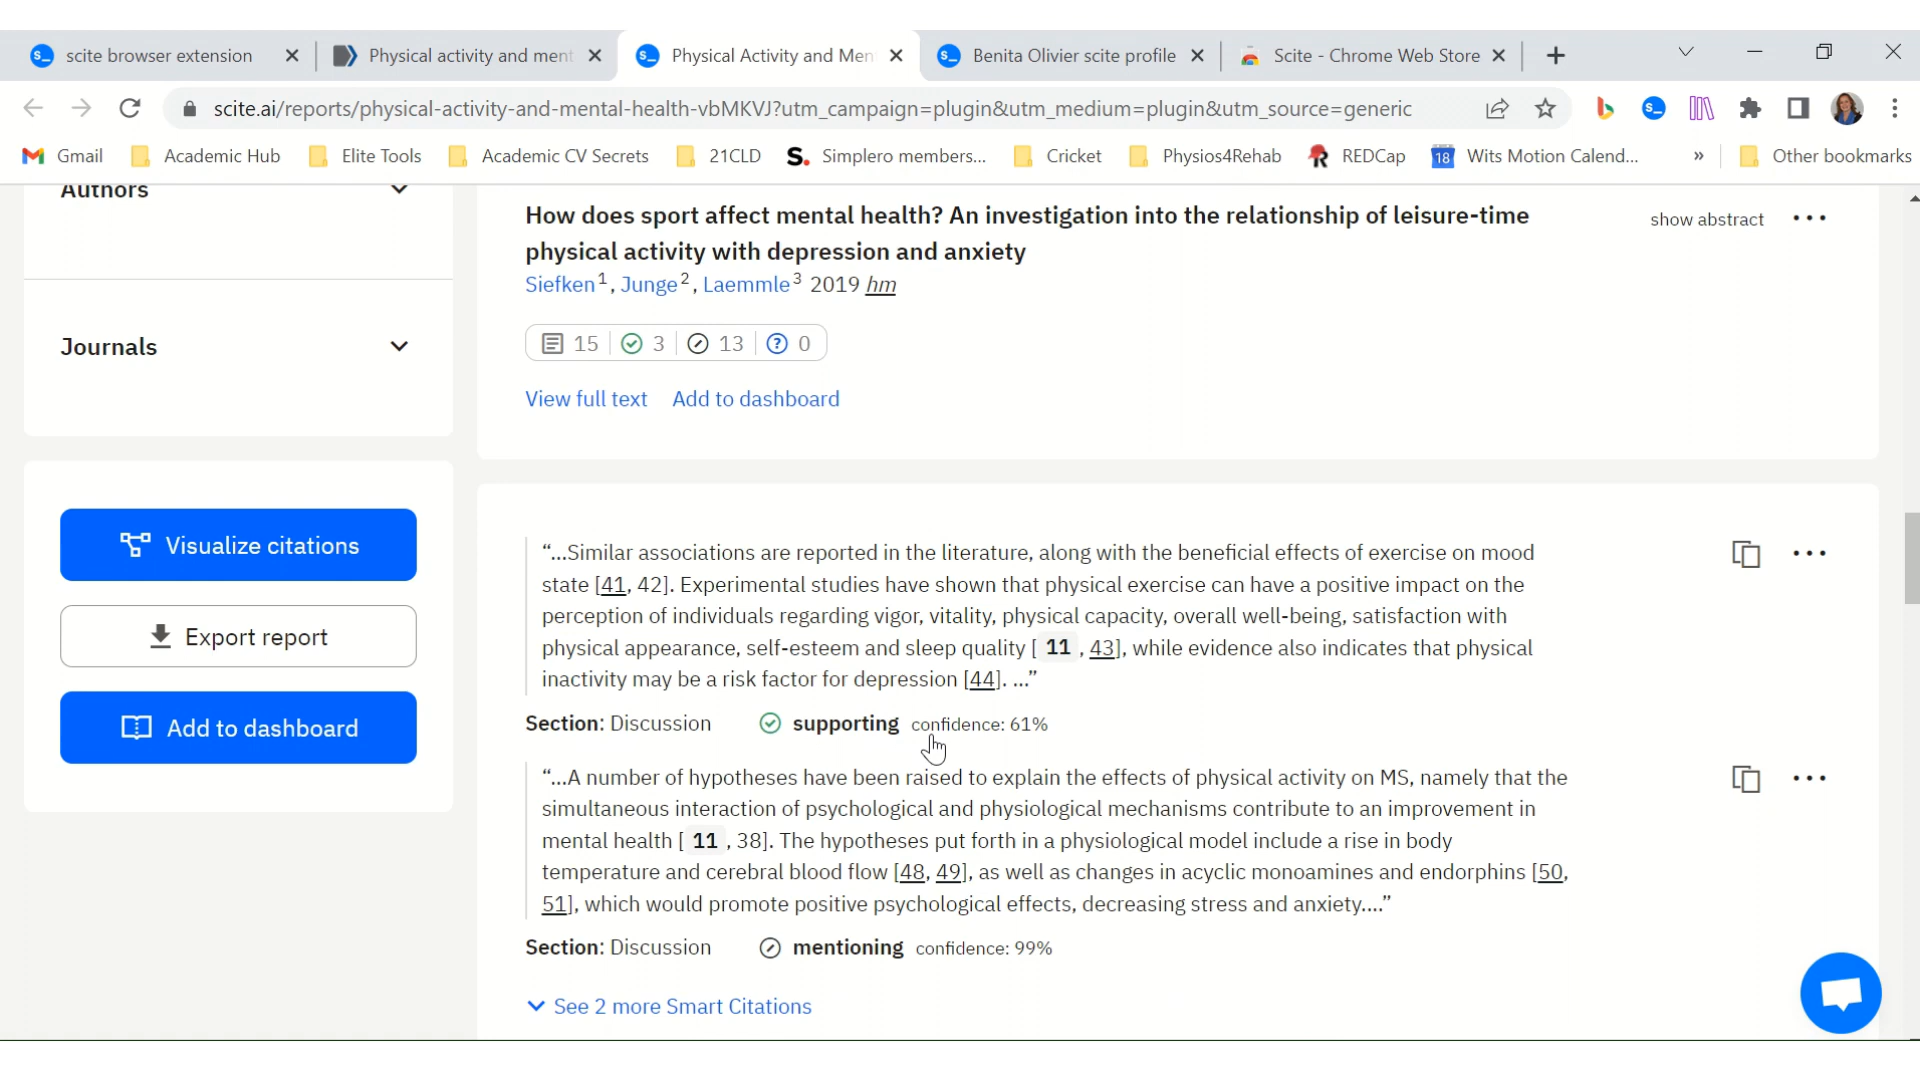 scite browser extension
Physical activity and ment
Physical Activity and Men
Benita Olivier scite profile
Scite - Chrome Web Store
scite.ai/reports/physical-activity-and-mental-health-vbMKVJ?utm_campaign=plugin&utm_medium=plugin&utm_source=generic
Gmail
Academic Hub
Elite Tools
Academic CV Secrets
21CLD
S. Simplero members...
Cricket
Physios4Rehab
REDCap
18 Wits Motion Calend...
»
Other bookmarks
Authors
Journals
Visualize citations
Export report
Add to dashboard
How does sport affect mental health? An investigation into the relationship of leisure-time
physical activity with depression and anxiety
show abstract
Siefken1, Junge2, Laemmle3 2019 hm
15 3 13 0
View full text Add to dashboard
“...Similar associations are reported in the literature, along with the beneficial effects of exercise on mood
state [41, 42]. Experimental studies have shown that physical exercise can have a positive impact on the
perception of individuals regarding vigor, vitality, physical capacity, overall well-being, satisfaction with
physical appearance, self-esteem and sleep quality [ 11 , 43], while evidence also indicates that physical
inactivity may be a risk factor for depression [44]. ...”
Section: Discussion supporting confidence: 61%
“...A number of hypotheses have been raised to explain the effects of physical activity on MS, namely that the
simultaneous interaction of psychological and physiological mechanisms contribute to an improvement in
mental health [ 11 , 38]. The hypotheses put forth in a physiological model include a rise in body
temperature and cerebral blood flow [48, 49], as well as changes in acyclic monoamines and endorphins [50,
51], which would promote positive psychological effects, decreasing stress and anxiety....”
Section: Discussion mentioning confidence: 99%
See 2 more Smart Citations